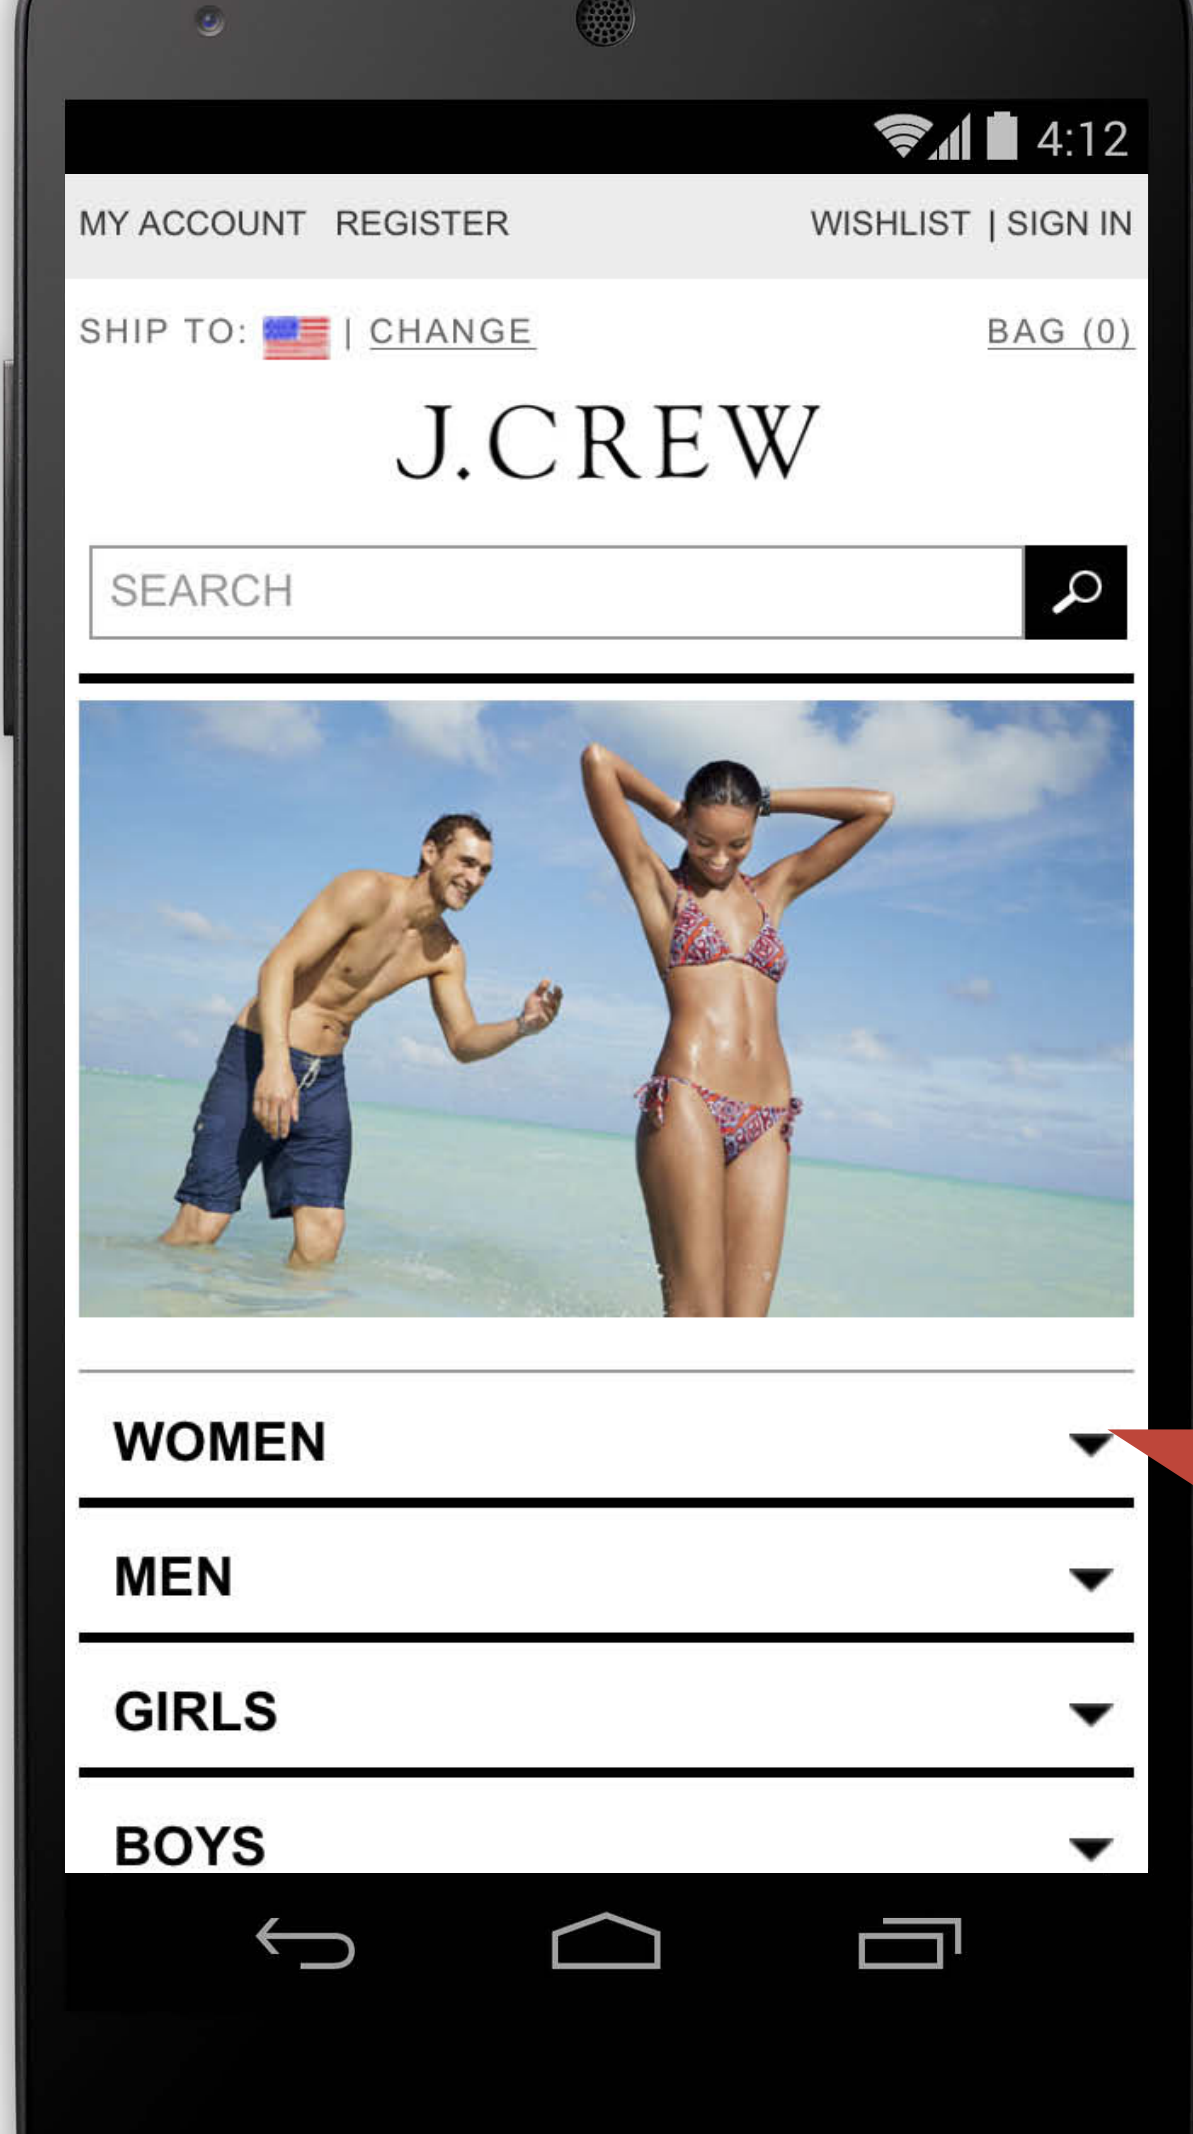 4:12
MY ACCOUNT REGISTER WISHLIST | SIGN IN
SHIP TO: | CHANGE BAG (0)
J.CREW
SEARCH
WOMEN
MEN
GIRLS
BOYS